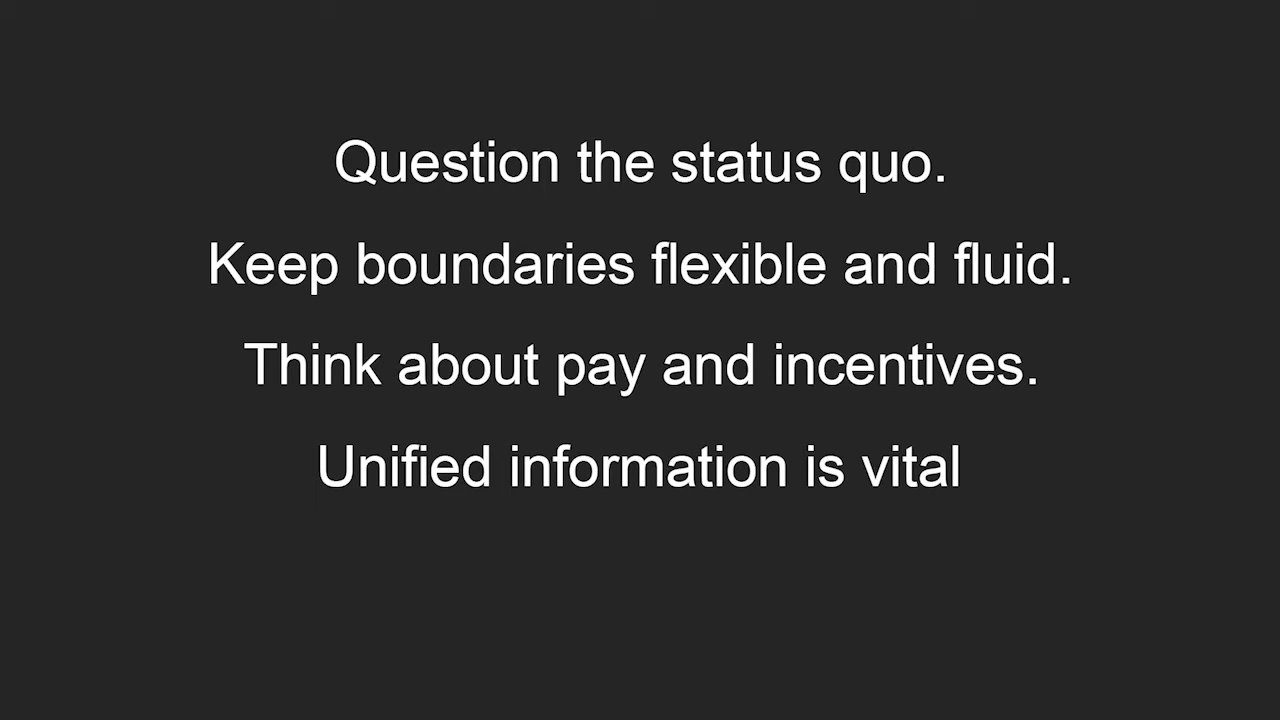 Question the status quo.
Keep boundaries flexible and fluid.
Think about pay and incentives.
Unified information is vital